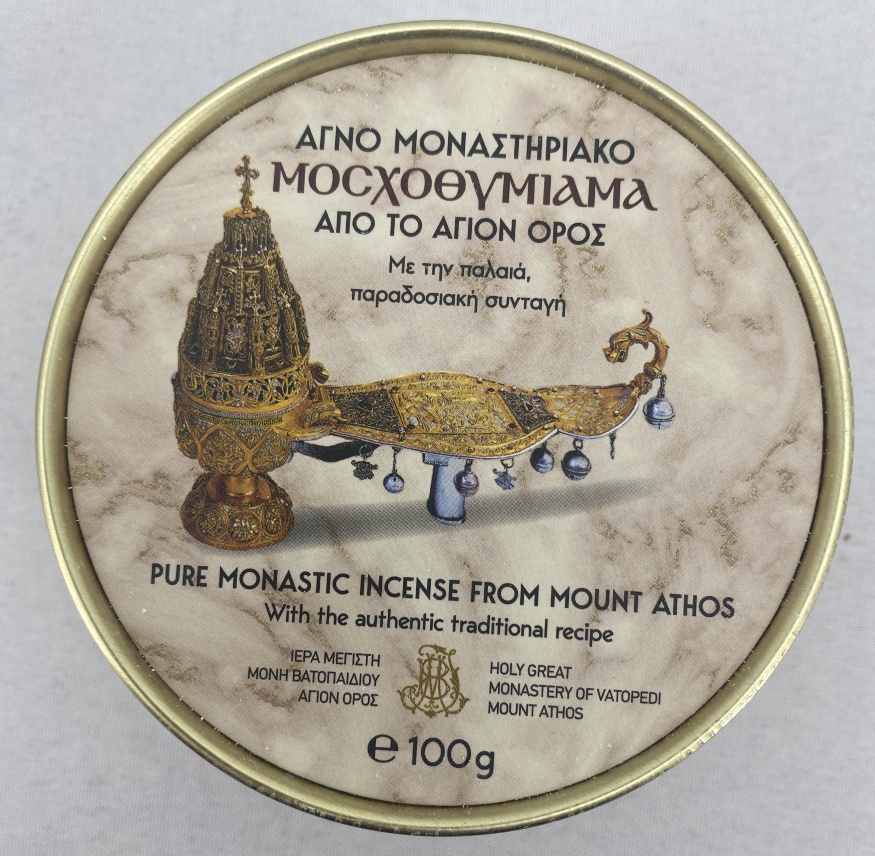 ΑΓΝΟ ΜΟΝΑΣΤΗΡΙΑΚΟ
ΜΟΣΧΟΘΥΜΙΑΜΑ
ΑΠΟ ΤΟ ΑΓΙΟΝ ΟΡΟΣ
Με την παλαιά,
παραδοσιακή συνταγή
PURE MONASTIC INCENSE FROM MOUNT ATHOS
With the authentic traditional recipe
ΙΕΡΑ ΜΕΓΙΣΤΗ
ΜΟΝΗ ΒΑΤΟΠΑΙΔΙΟΥ
ΑΓΙΟΝ ΟΡΟΣ
HOLY GREAT
MONASTERY OF VATOPEDI
MOUNT ATHOS
℮ 100g